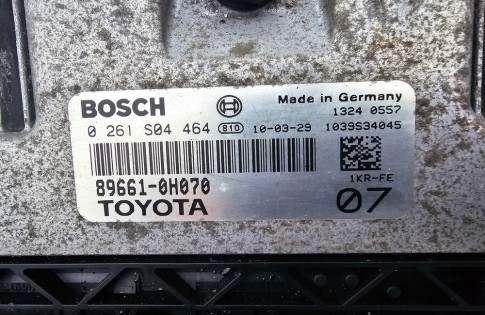 BOSCH Made in Germany
1324 0557
0 261 S04 464 810 10-03-29 1039S34045
89661-0H070 1KR-FE
TOYOTA 07